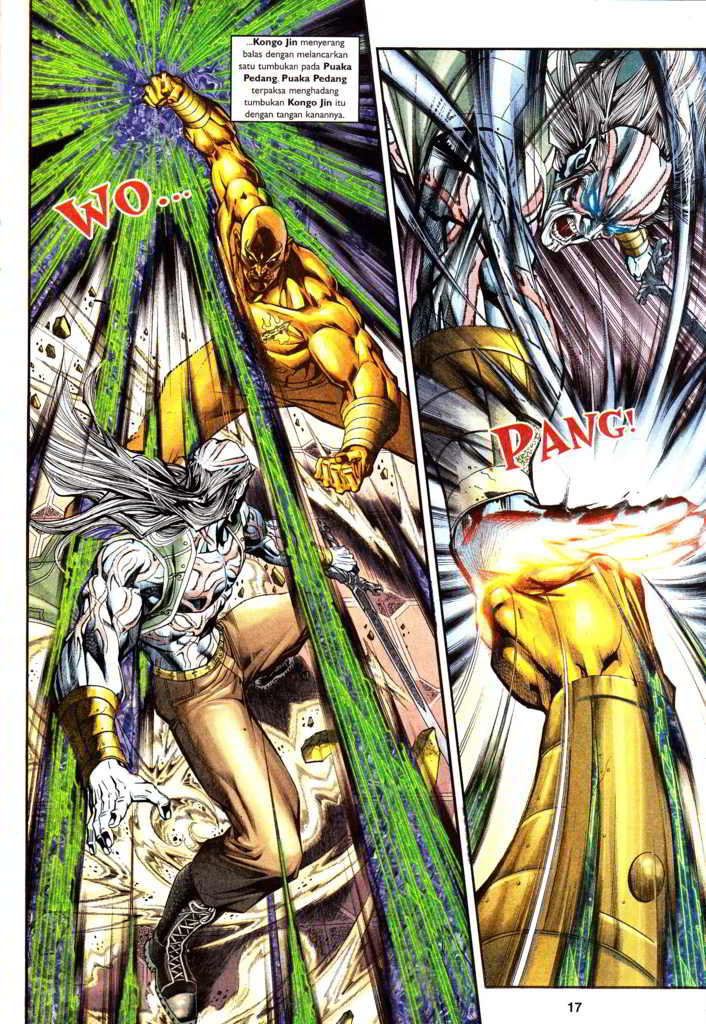 ...Kongo Jin menyerang
balas dengan melancarkan
satu tumbukan pada Puaka
Pedang. Puaka Pedang
terpaksa menghadang
tumbukan Kongo Jin itu
dengan tangan kanannya.
WO...
PANG!
17